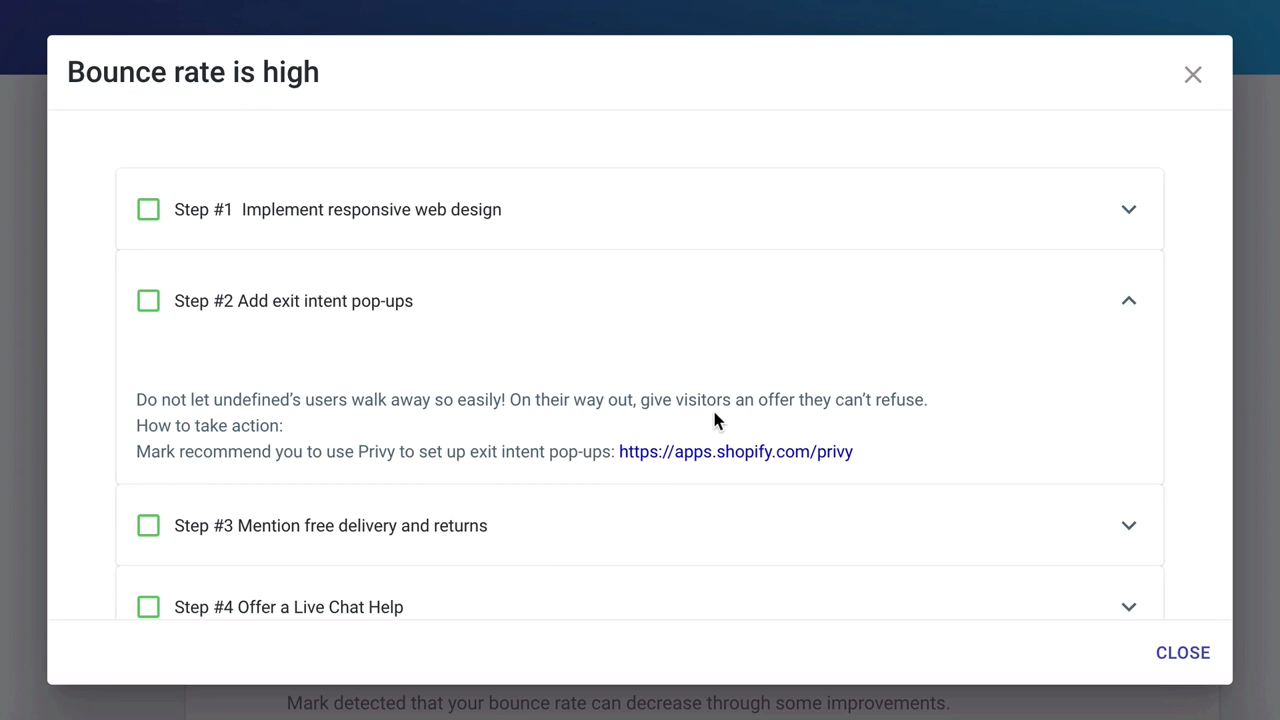 Bounce rate is high
Step #1 Implement responsive web design
Step #2 Add exit intent pop-ups
Do not let undefined’s users walk away so easily! On their way out, give visitors an offer they can’t refuse.
How to take action:
Mark recommend you to use Privy to set up exit intent pop-ups: https://apps.shopify.com/privy
Step #3 Mention free delivery and returns
Step #4 Offer a Live Chat Help
CLOSE
Mark detected that your bounce rate can decrease through some improvements.